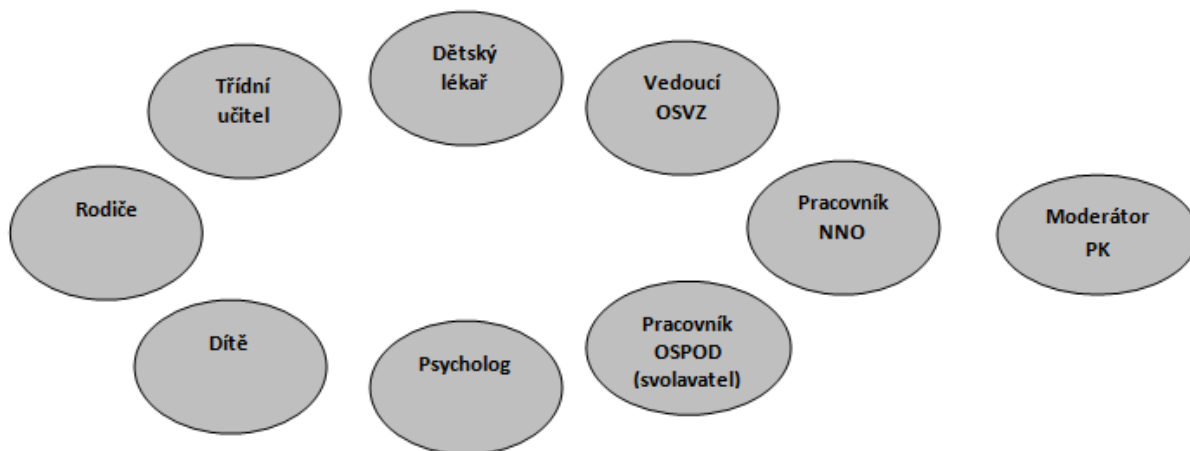 Dětský
lékař
Třídní
učitel
Vedoucí
OSVZ
Rodiče
Pracovník
NNO
Moderátor
PK
Dítě
Psycholog
Pracovník
OSPOD
(svolavatel)